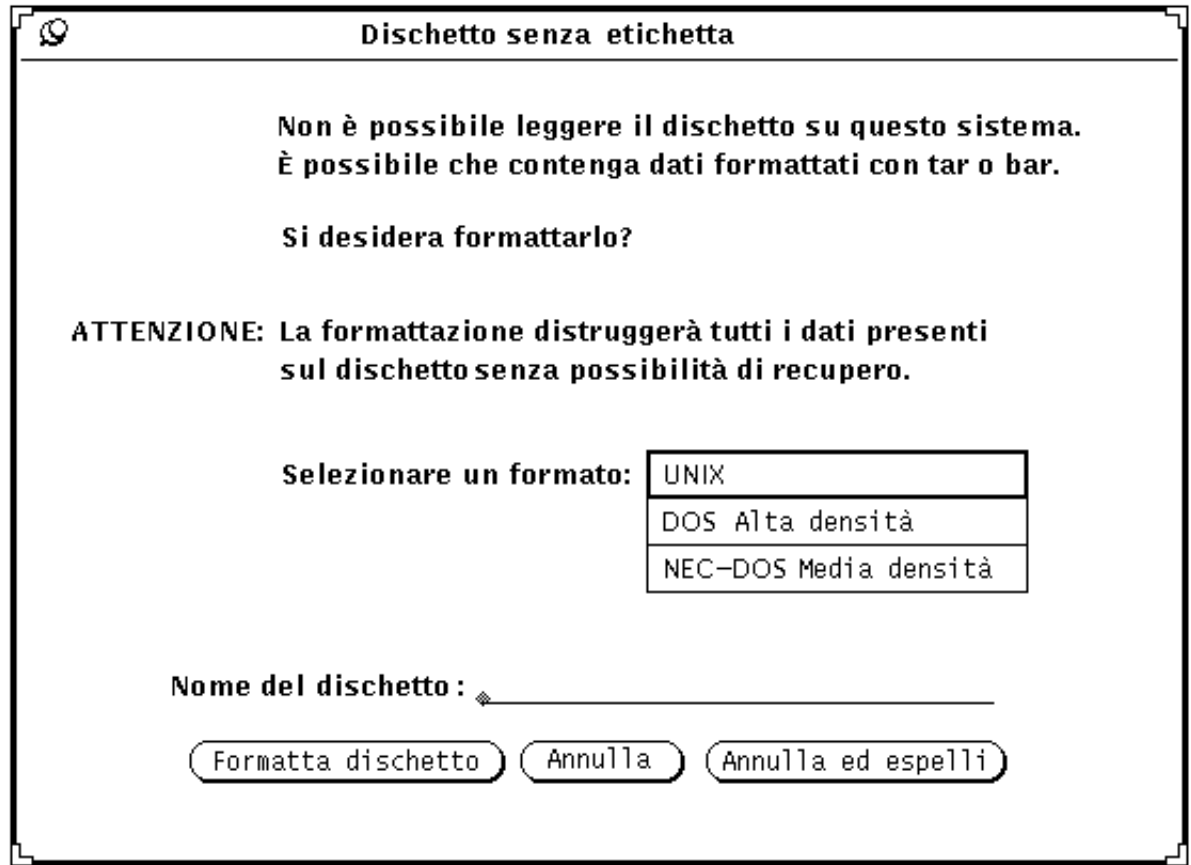 Dischetto senza etichetta
Non è possibile leggere il dischetto su questo sistema.
È possibile che contenga dati formattati con tar o bar.
Si desidera formattarlo?
ATTENZIONE: La formattazione distruggerà tutti i dati presenti
sul dischetto senza possibilità di recupero.
Selezionare un formato: UNIX
DOS Alta densità
NEC-DOS Media densità
Nome del dischetto:
Formatta dischetto Annulla Annulla ed espelli